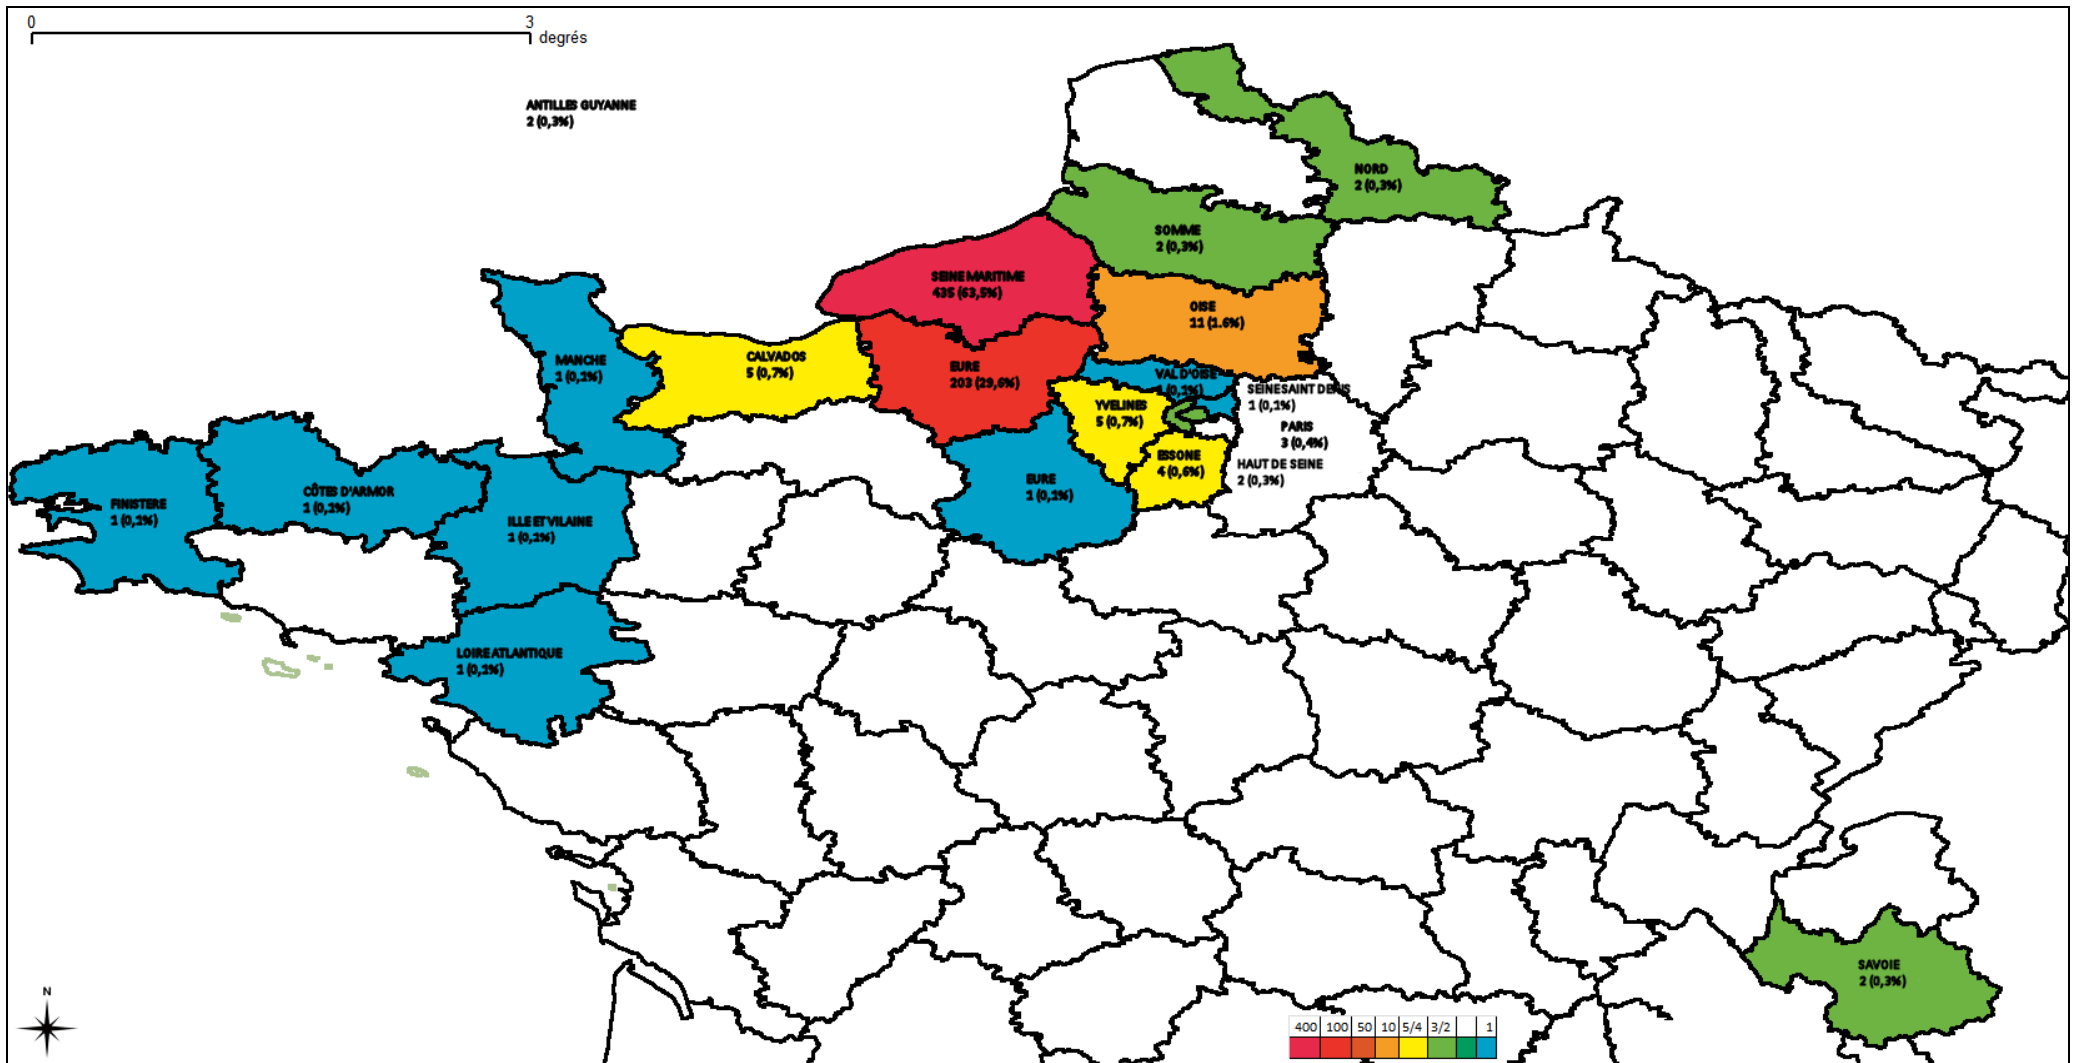 0 3
degrés
ANTILLES GUYANNE
2 (0,3%)
NORD
2 (0,3%)
SOMME
2 (0,3%)
SEINE MARITIME
435 (63,5%)
OISE
11 (1.6%)
MANCHE
1 (0,1%)
CALVADOS
5 (0,7%)
EURE
203 (29,6%)
VAL D'OISE
1 (0,1%)
SEINE SAINT DENIS
1 (0,1%)
YVELINES
5 (0,7%)
PARIS
3 (0,4%)
ESSONE
4 (0,6%)
HAUT DE SEINE
2 (0,3%)
EURE
1 (0,1%)
FINISTERE
1 (0,1%)
CÔTES D'ARMOR
1 (0,1%)
ILLE ET VILAINE
1 (0,1%)
LOIRE ATLANTIQUE
1 (0,1%)
SAVOIE
2 (0,3%)
N
400 100 50 10 5/4 3/2 1